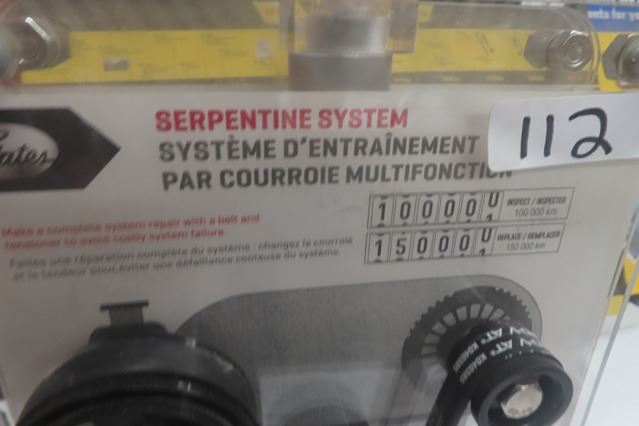 Gates
SERPENTINE SYSTEM
112
SYSTÈME D'ENTRAÎNEMENT
PAR COURROIE MULTIFONCTION
100000 INSPECT / INSPECTER
100 000 km
150000 REPLACE / REMPLACER
150 000 km
Make a complete system repair with a belt and
tensioner to avoid costly system failure.
Faites une réparation complète du système : changez la courroie
et le tendeur pour éviter une défaillance coûteuse du système.